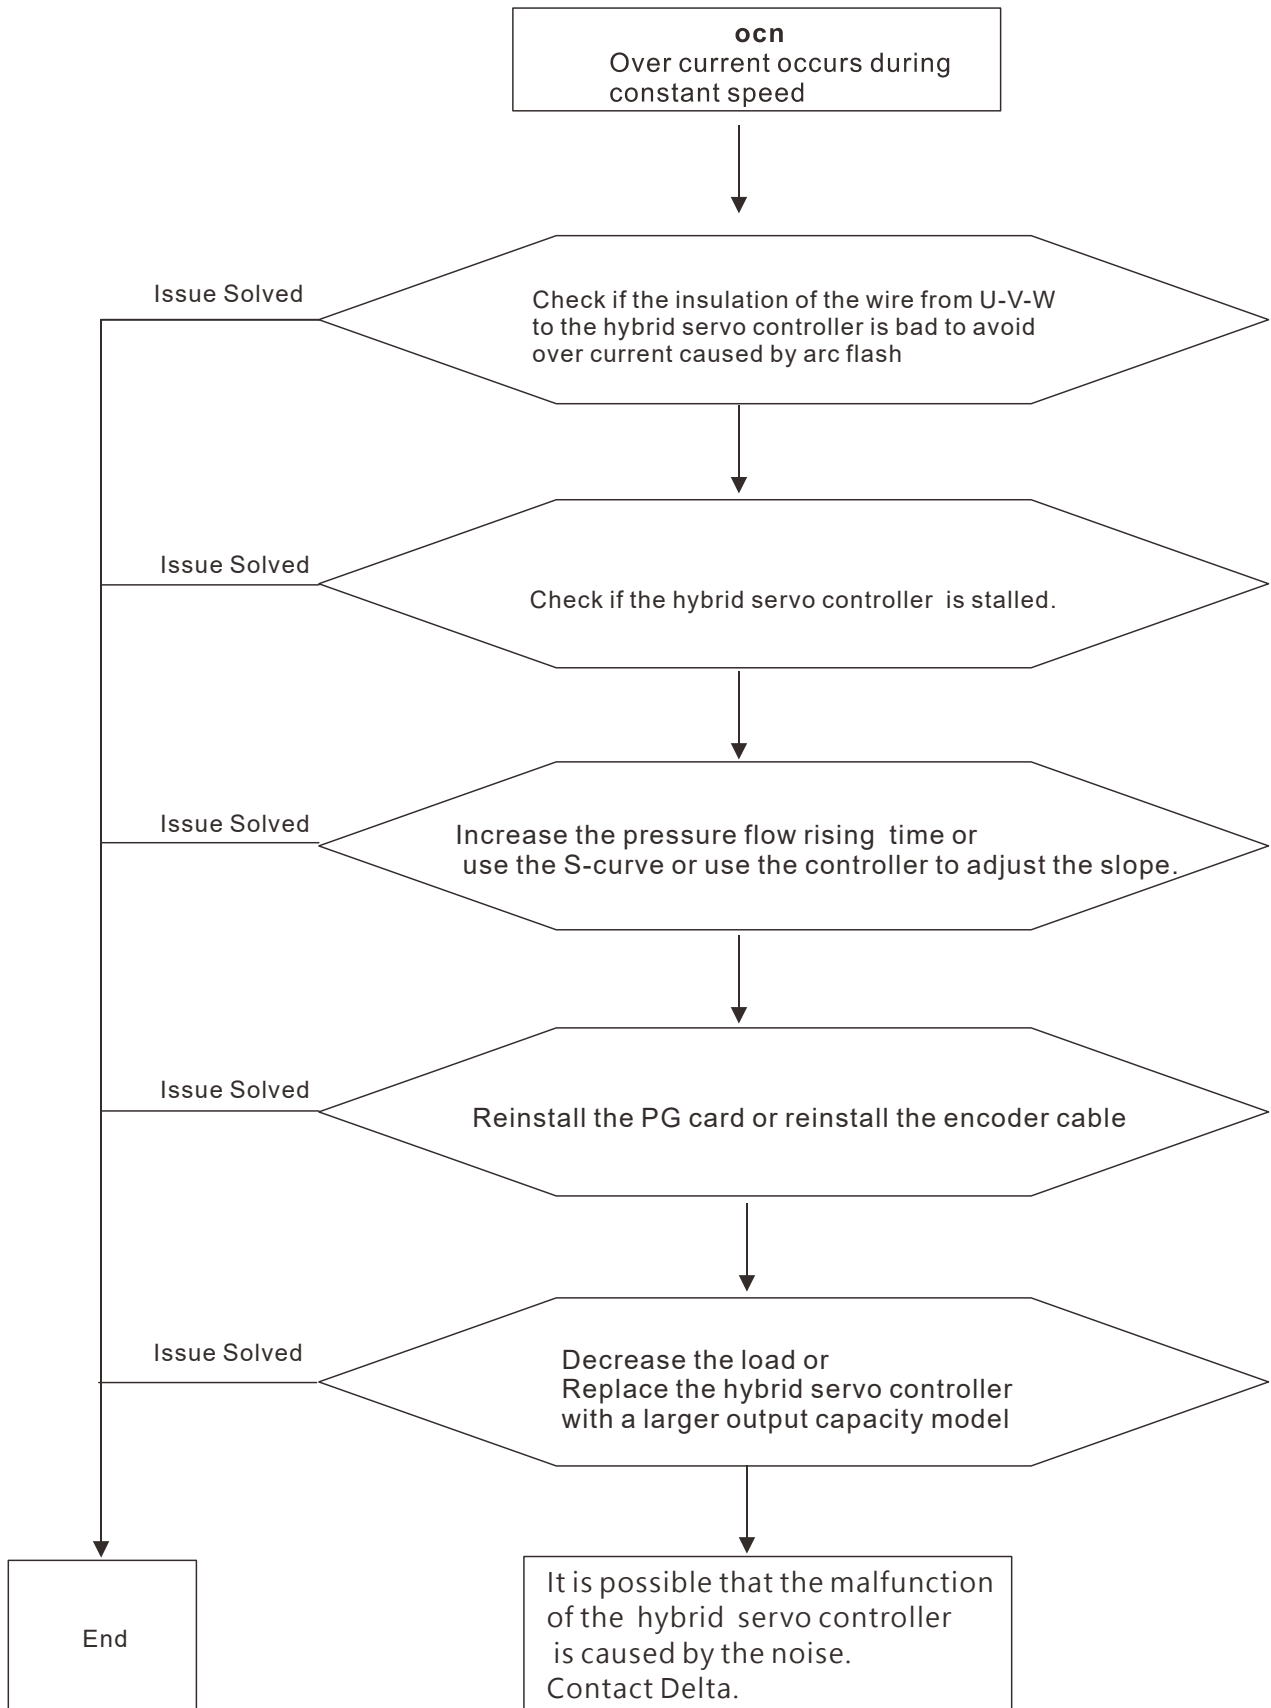 ocn
Over current occurs during
constant speed
Issue Solved
Check if the insulation of the wire from U-V-W
to the hybrid servo controller is bad to avoid
over current caused by arc flash
Issue Solved
Check if the hybrid servo controller is stalled.
Issue Solved
Increase the pressure flow rising time or
use the S-curve or use the controller to adjust the slope.
Issue Solved
Reinstall the PG card or reinstall the encoder cable
Issue Solved
Decrease the load or
Replace the hybrid servo controller
with a larger output capacity model
End
It is possible that the malfunction
of the hybrid servo controller
is caused by the noise.
Contact Delta.